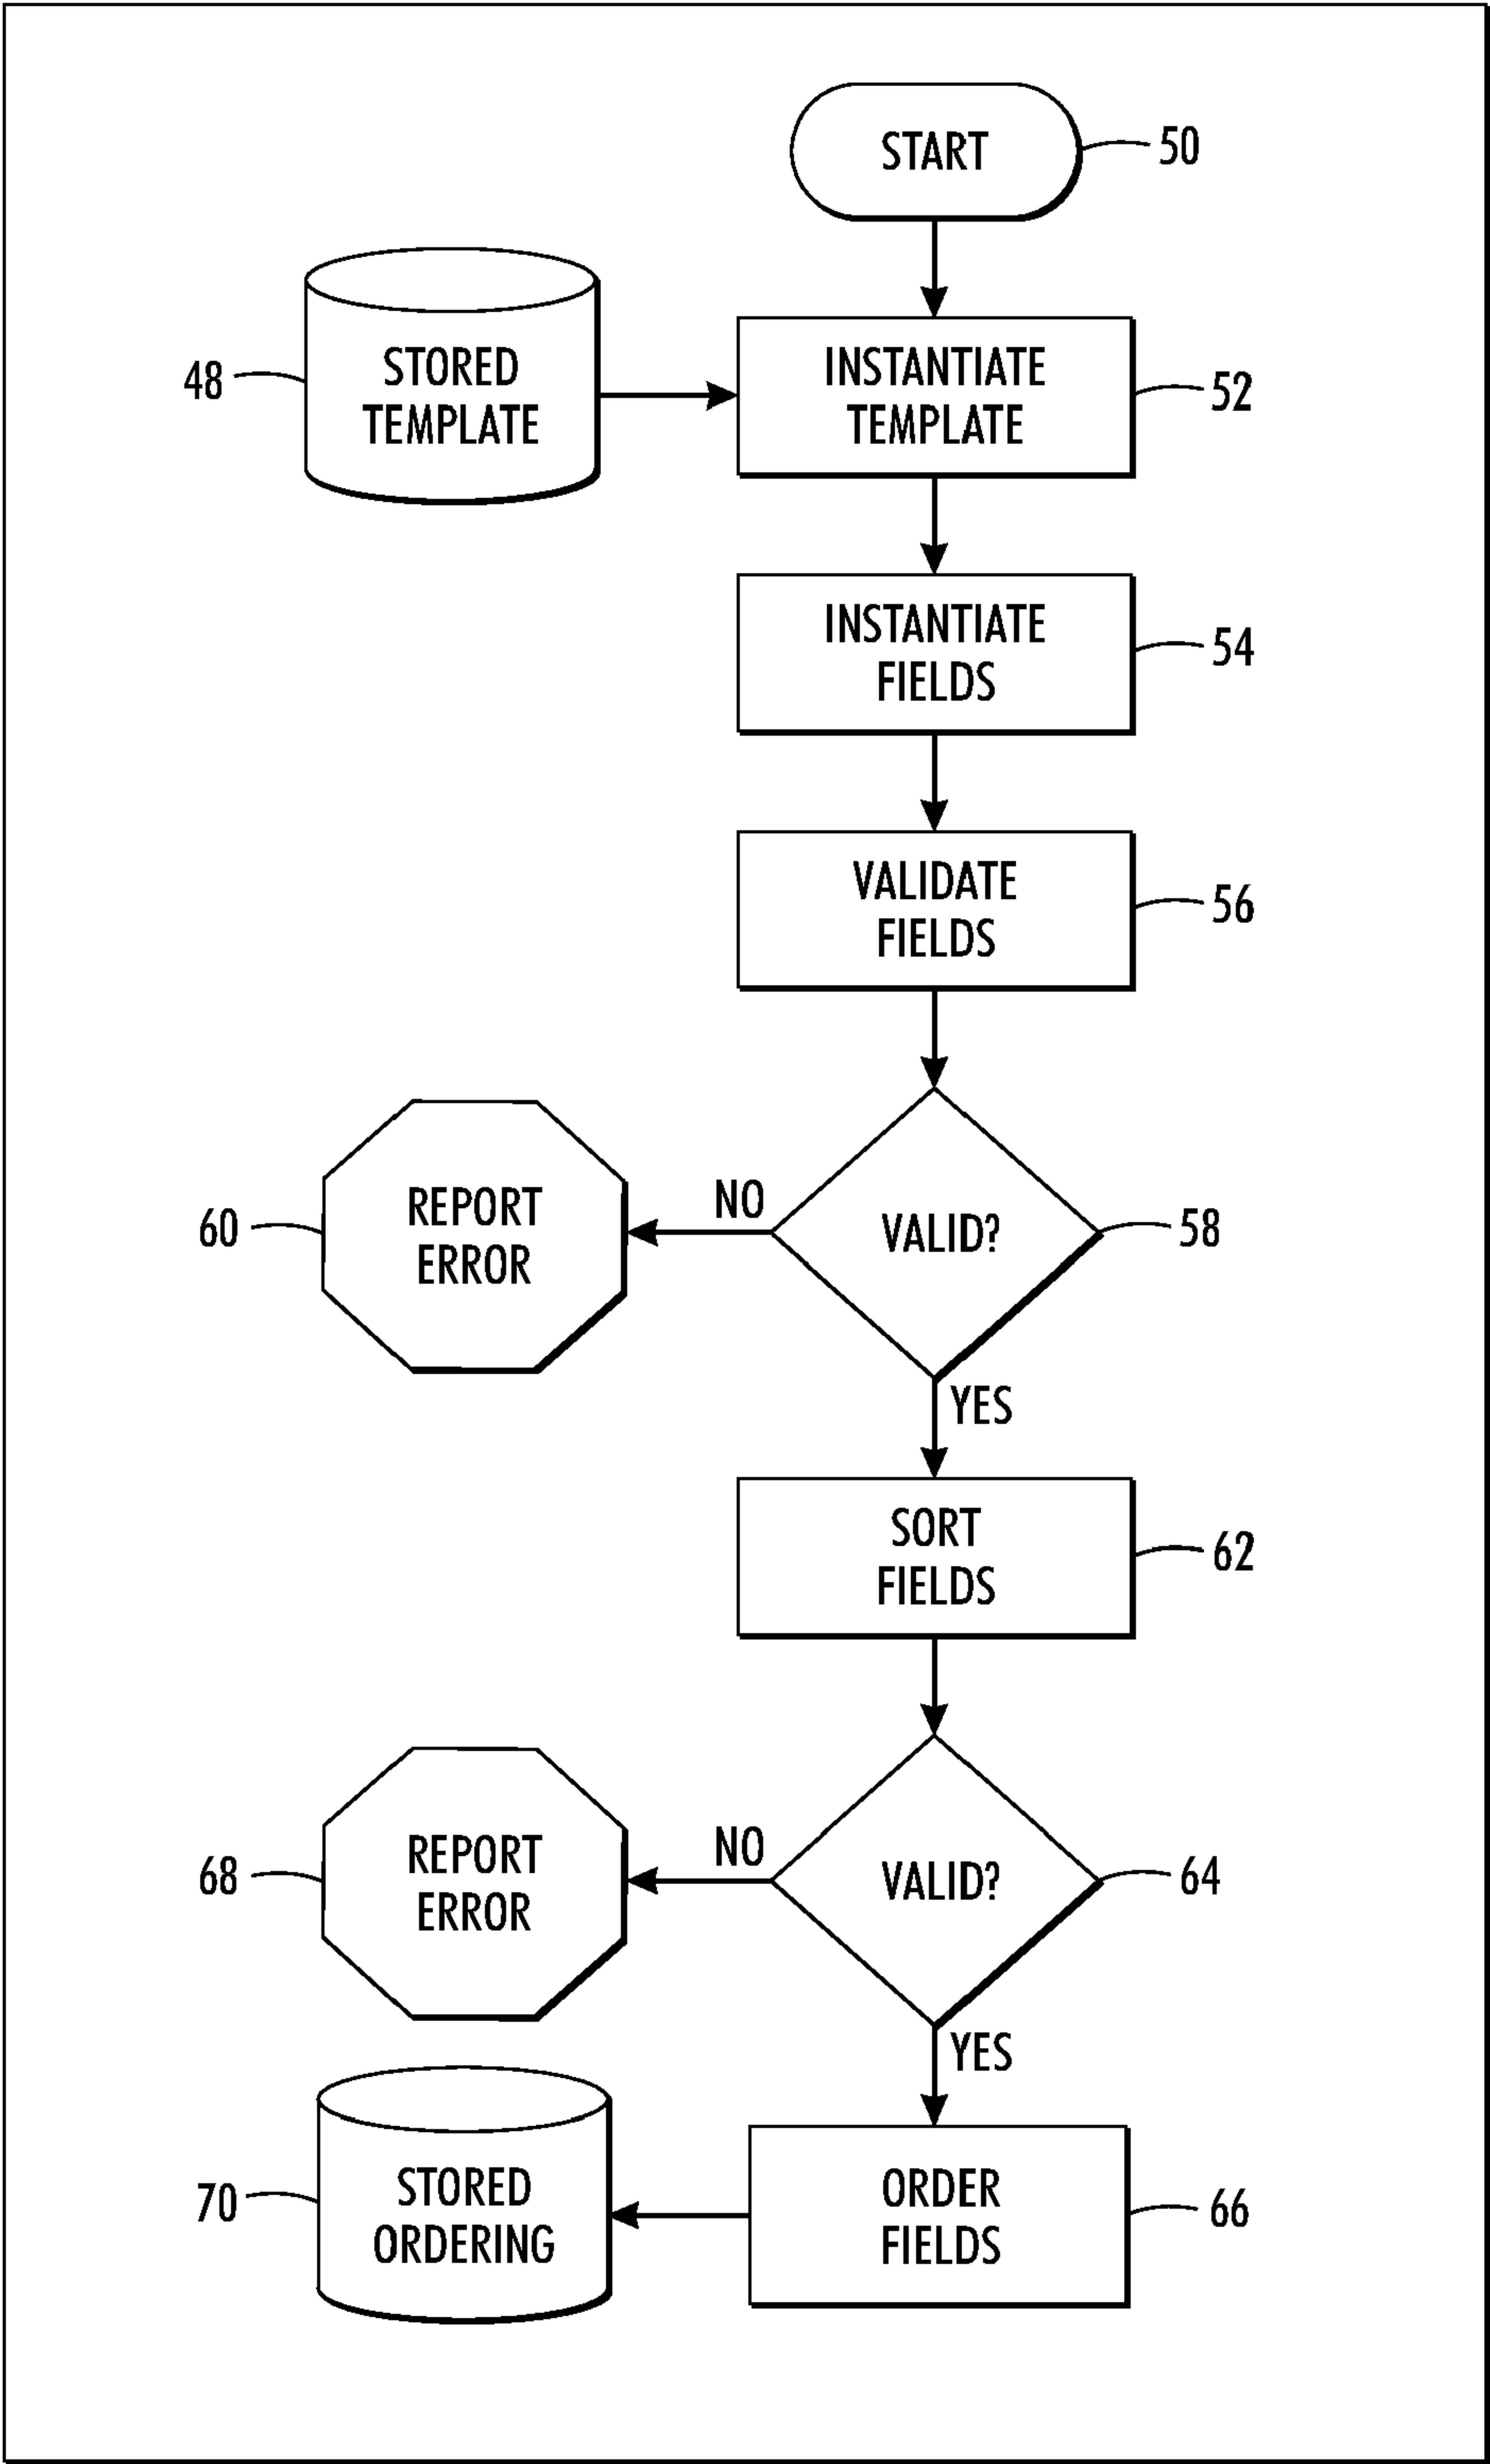 START
50
48
STORED
TEMPLATE
INSTANTIATE
TEMPLATE
52
INSTANTIATE
FIELDS
54
VALIDATE
FIELDS
56
60
REPORT
ERROR
NO
VALID?
58
YES
SORT
FIELDS
62
68
REPORT
ERROR
NO
VALID?
64
YES
70
STORED
ORDERING
ORDER
FIELDS
66